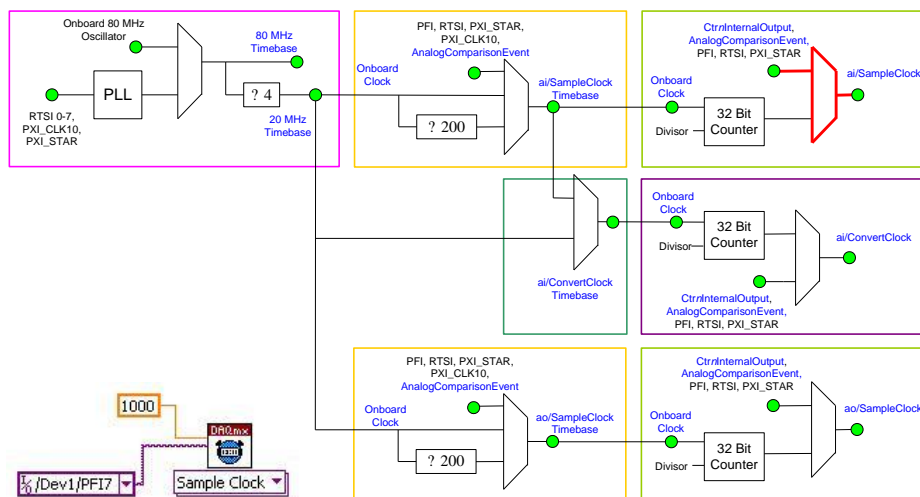 Onboard 80 MHz
Oscillator
PLL
RTSI 0-7,
PXI_CLK10,
PXI_STAR
80 MHz
Timebase
? 4
20 MHz
Timebase
PFI, RTSI, PXI_STAR,
PXI_CLK10,
AnalogComparisonEvent
Onboard
Clock
? 200
ai/SampleClock
Timebase
CtrnInternalOutput,
AnalogComparisonEvent,
PFI, RTSI, PXI_STAR
Onboard
Clock
Divisor
32 Bit
Counter
ai/SampleClock
ai/ConvertClock
Timebase
Onboard
Clock
Divisor
32 Bit
Counter
ai/ConvertClock
CtrnInternalOutput,
AnalogComparisonEvent,
PFI, RTSI, PXI_STAR
PFI, RTSI, PXI_STAR,
PXI_CLK10,
AnalogComparisonEvent
Onboard
Clock
? 200
ao/SampleClock
Timebase
CtrnInternalOutput,
AnalogComparisonEvent,
PFI, RTSI, PXI_STAR
Onboard
Clock
Divisor
32 Bit
Counter
ao/SampleClock
1000
DAQmx
/Dev1/PFI7
Sample Clock